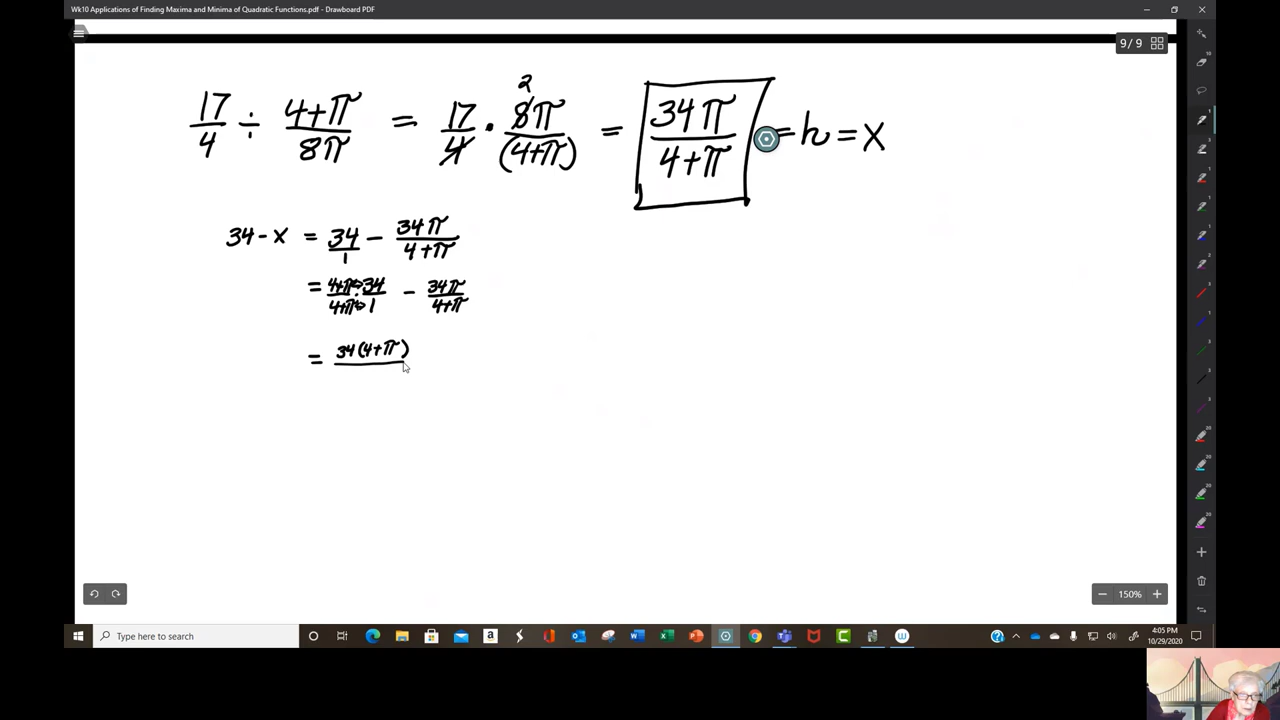 Wk10 Applications of Finding Maxima and Minima of Quadratic Functions.pdf - Drawboard PDF
9/9
17/4 ÷ (4+π)/8π = 17/4 · 2 8π/(4+π) = 34π/(4+π) = h = x
34 - x = 34/1 - 34π/(4+π)
= (4+π)/(4+π) · 34/1 - 34π/(4+π)
= 34(4+π)
150%
Type here to search
4:05 PM
10/29/2020